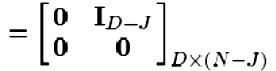 = [ 0 I_{D−J}
0 0 ]_{D×(N−J)}